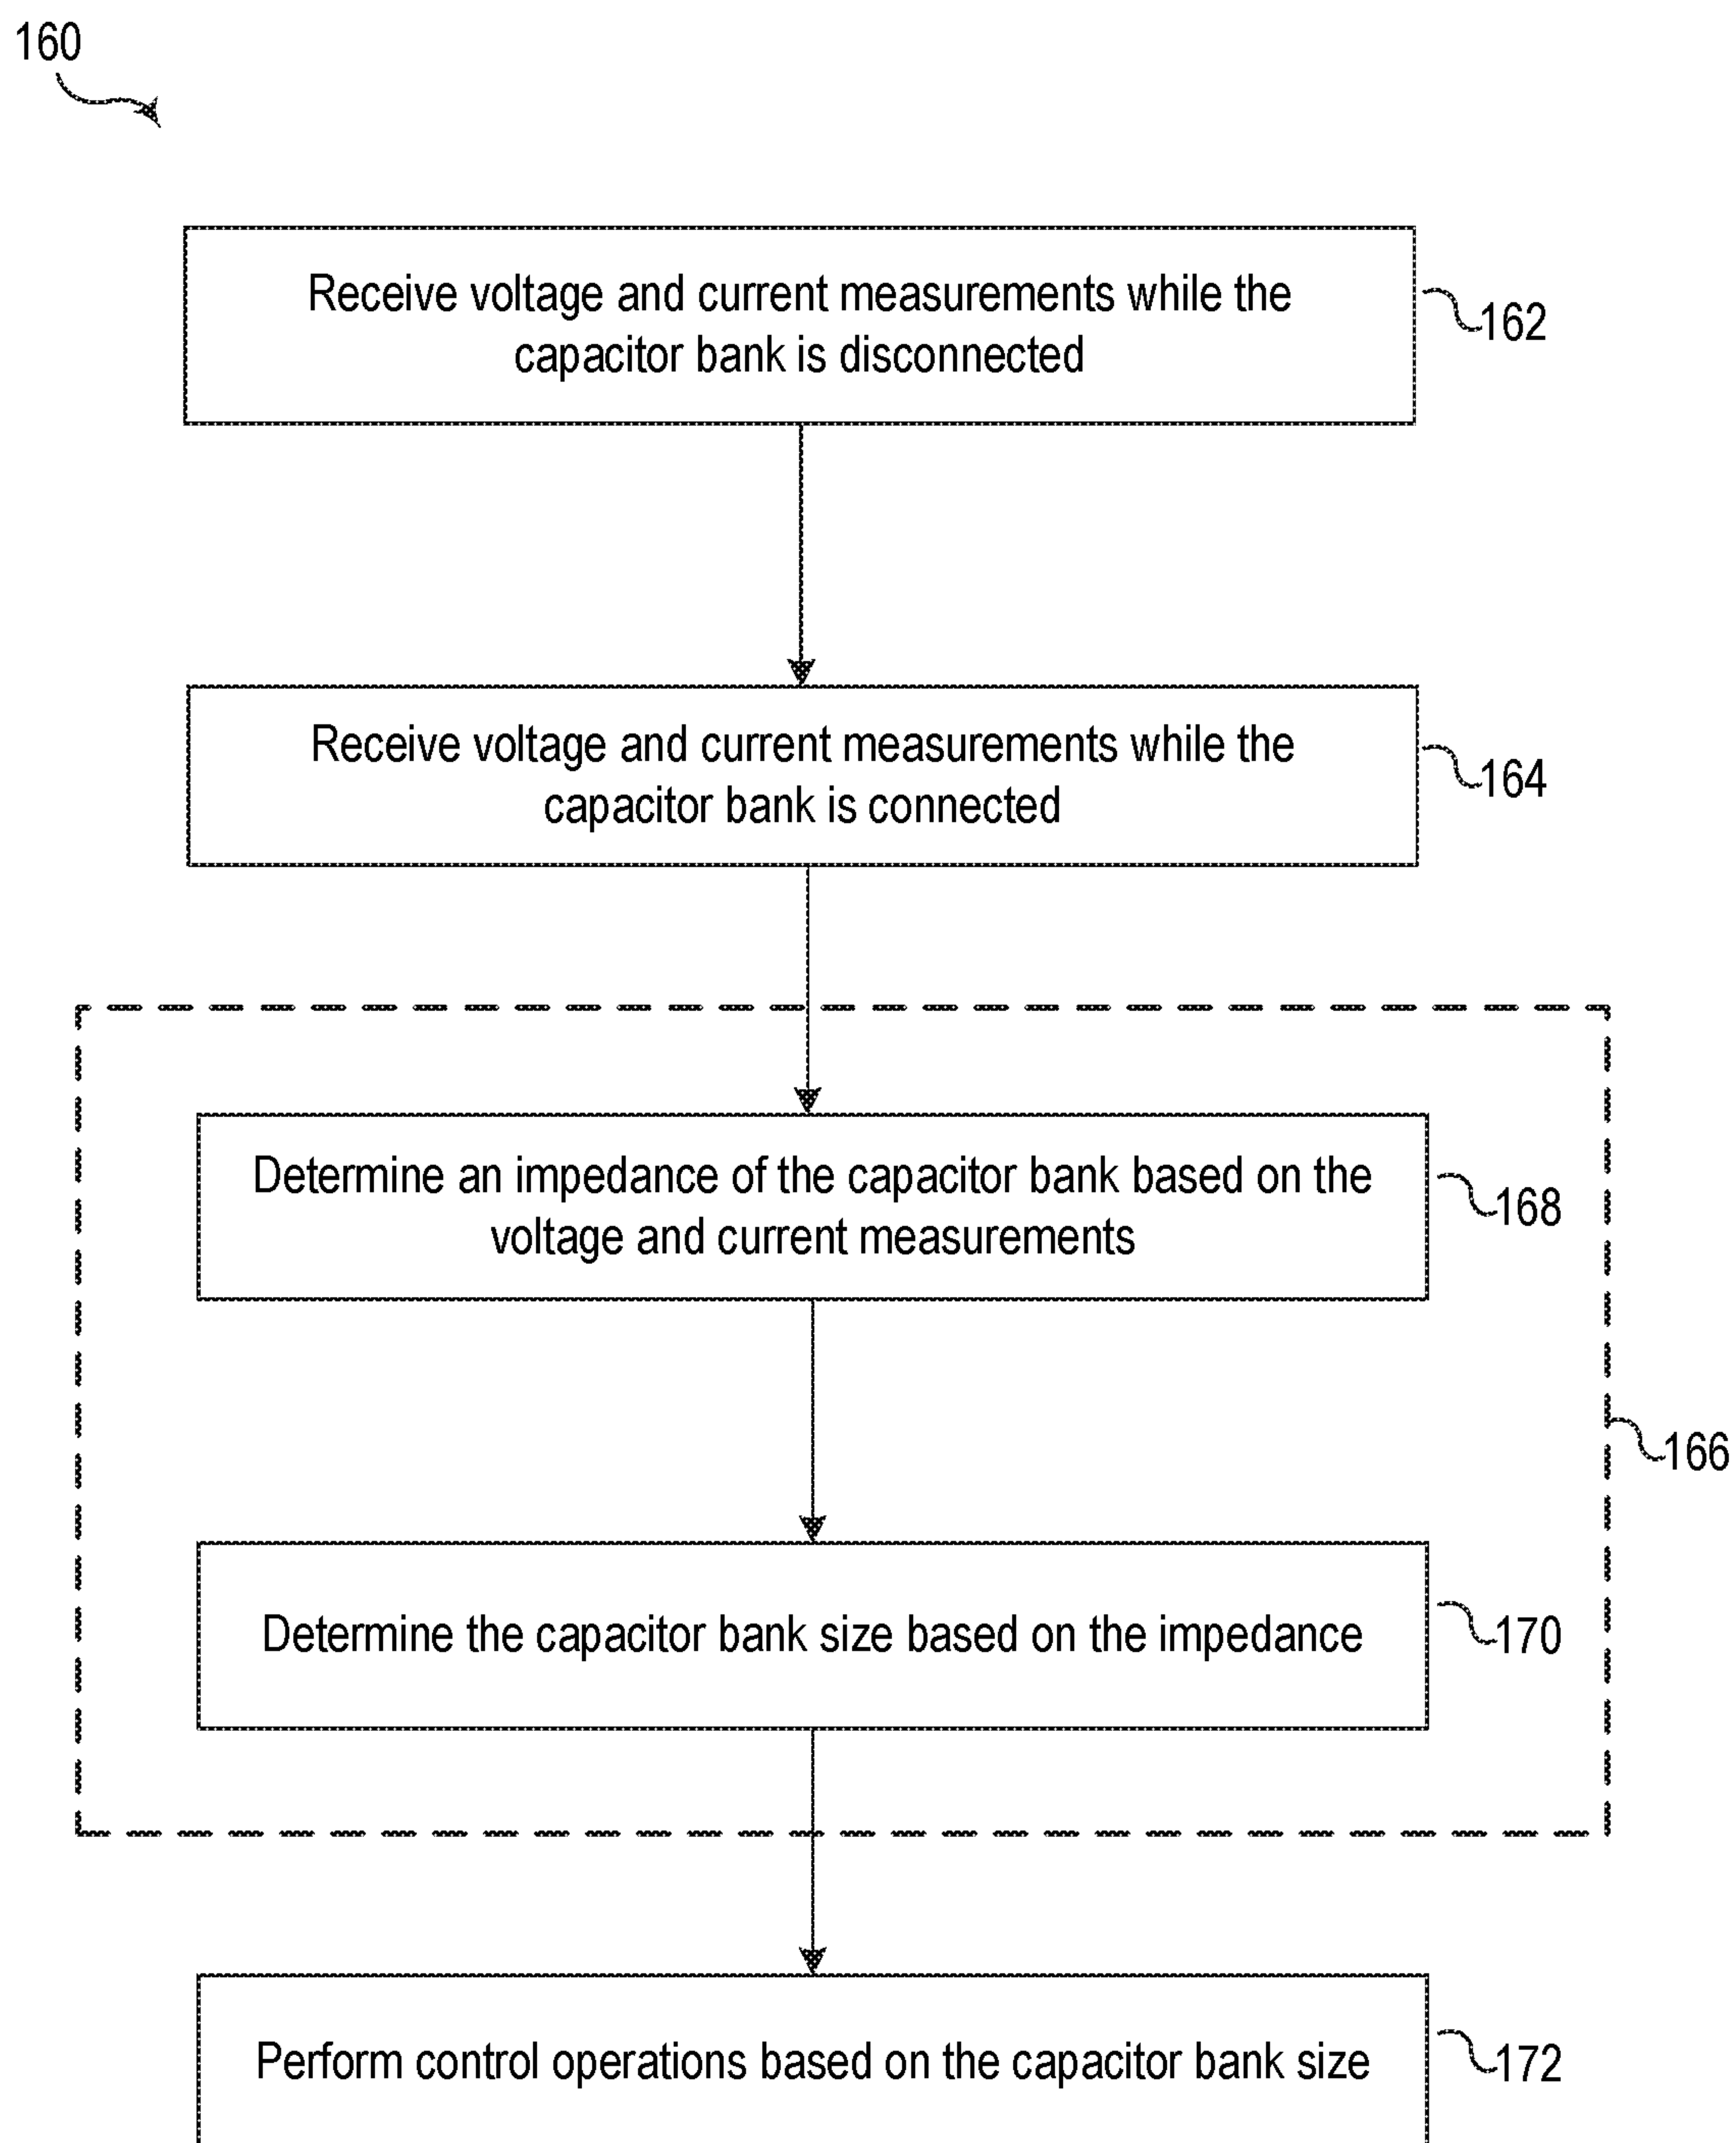 160
Receive voltage and current measurements while the
capacitor bank is disconnected
162
Receive voltage and current measurements while the
capacitor bank is connected
164
Determine an impedance of the capacitor bank based on the
voltage and current measurements
168
166
Determine the capacitor bank size based on the impedance
170
Perform control operations based on the capacitor bank size
172